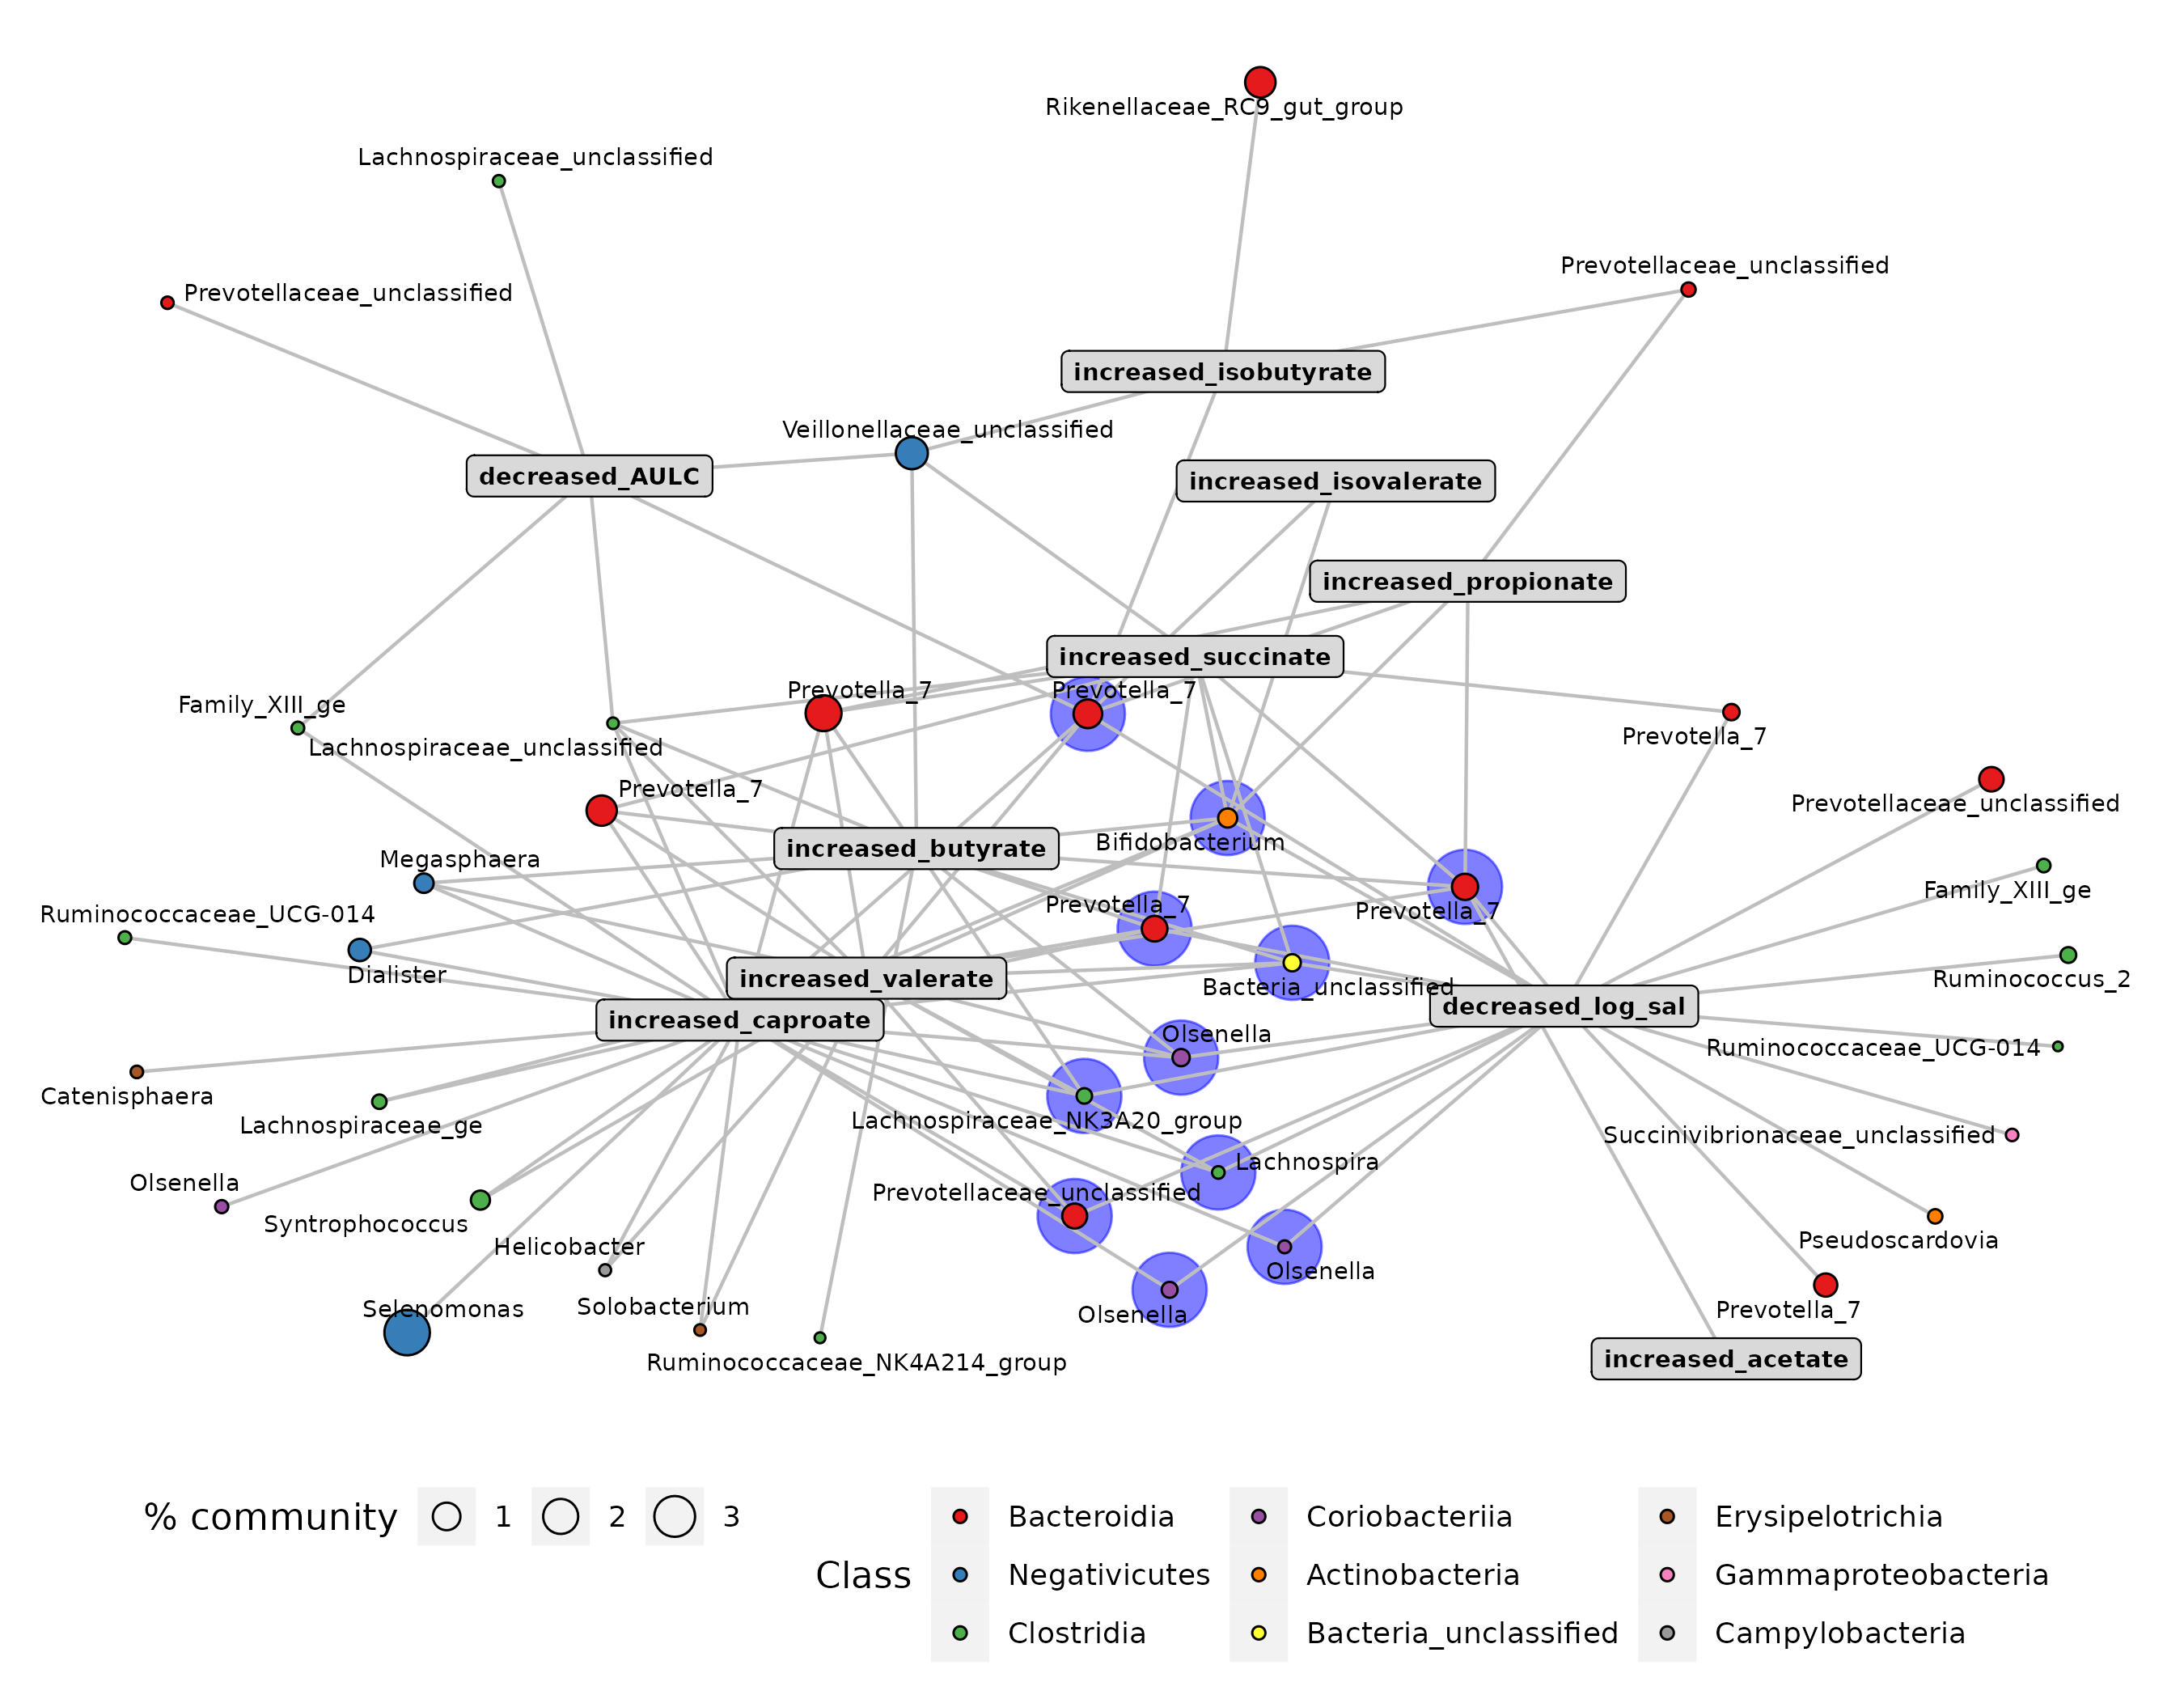 Rikenellaceae_RC9_gut_group
Lachnospiraceae_unclassified
Prevotellaceae_unclassified
Prevotellaceae_unclassified
increased_isobutyrate
Veillonellaceae_unclassified
decreased_AULC
increased_isovalerate
increased_propionate
increased_succinate
Prevotella_7
Prevotella_7
Family_XIII_ge
Prevotella_7
Lachnospiraceae_unclassified
Prevotella_7
Prevotellaceae_unclassified
Bifidobacterium
increased_butyrate
Megasphaera
Family_XIII_ge
Prevotella_7
Prevotella_7
Ruminococcaceae_UCG-014
Dialister
increased_valerate
Ruminococcus_2
Bacteria_unclassified
decreased_log_sal
increased_caproate
Olsenella
Ruminococcaceae_UCG-014
Catenisphaera
Lachnospiraceae_NK3A20_group
Lachnospiraceae_ge
Succinivibrionaceae_unclassified
Lachnospira
Olsenella
Prevotellaceae_unclassified
Syntrophococcus
Pseudoscardovia
Helicobacter
Olsenella
Selenomonas
Solobacterium
Olsenella
Prevotella_7
Ruminococcaceae_NK4A214_group
increased_acetate
% community 1 2 3
Class
Bacteroidia
Negativicutes
Clostridia
Coriobacteriia
Actinobacteria
Bacteria_unclassified
Erysipelotrichia
Gammaproteobacteria
Campylobacteria